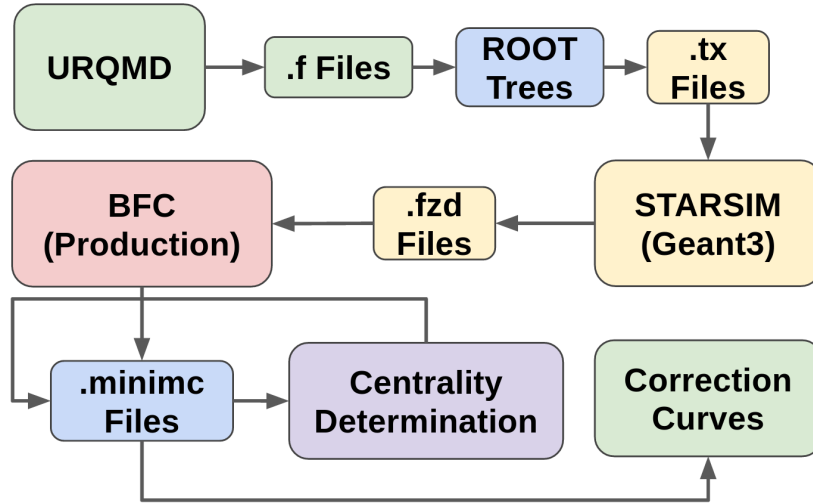 URQMD
.f Files
ROOT
Trees
.tx
Files
BFC
(Production)
.fzd
Files
STARSIM
(Geant3)
.minimc
Files
Centrality
Determination
Correction
Curves